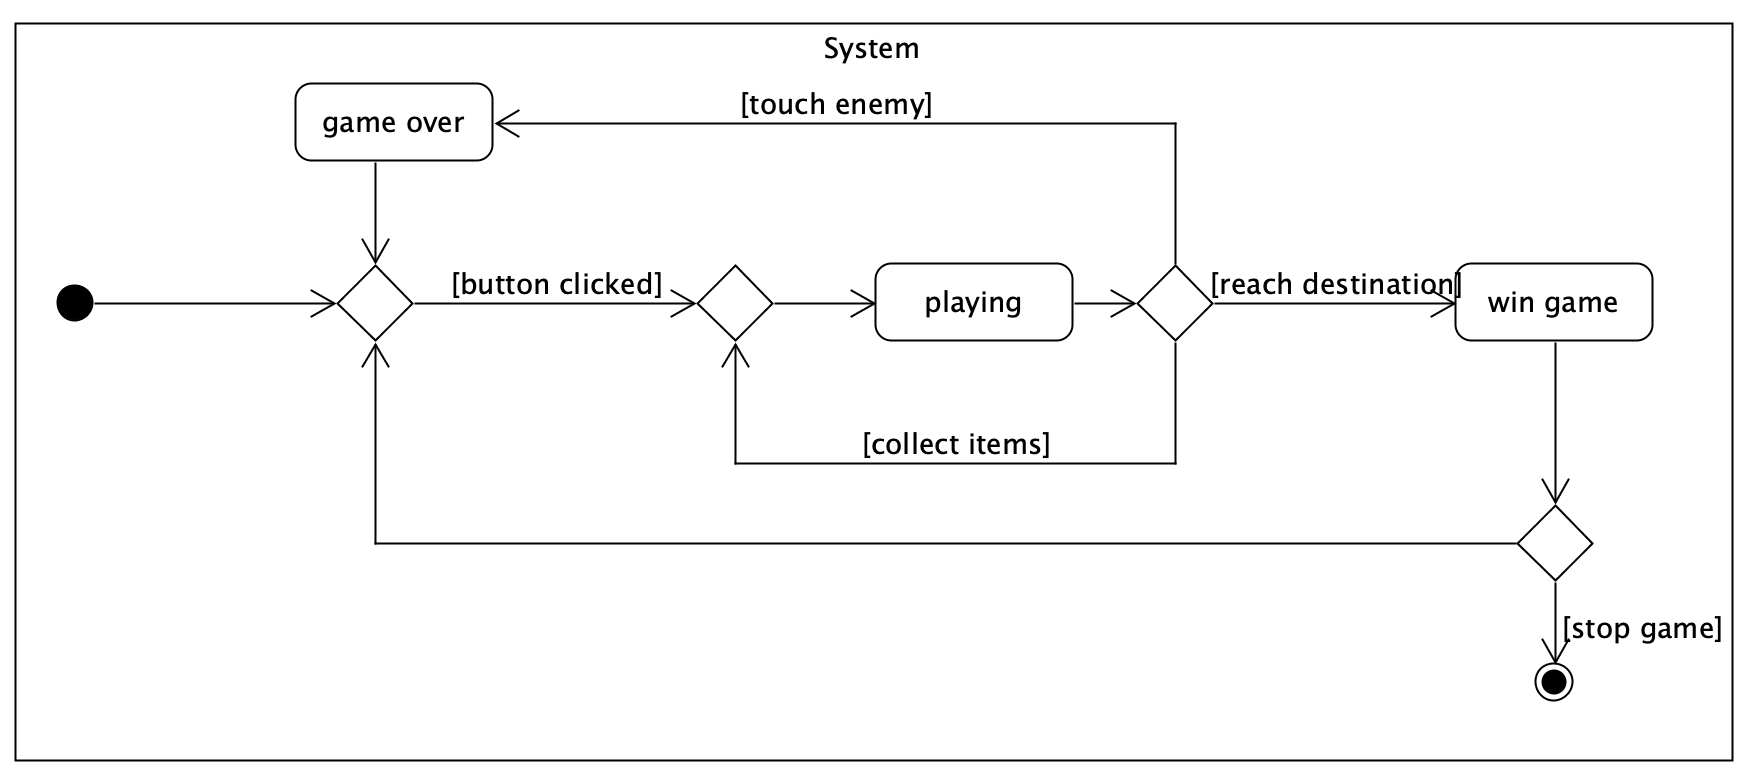 System
[touch enemy]
game over
[button clicked]
[reach destination]
playing
win game
[collect items]
[stop game]